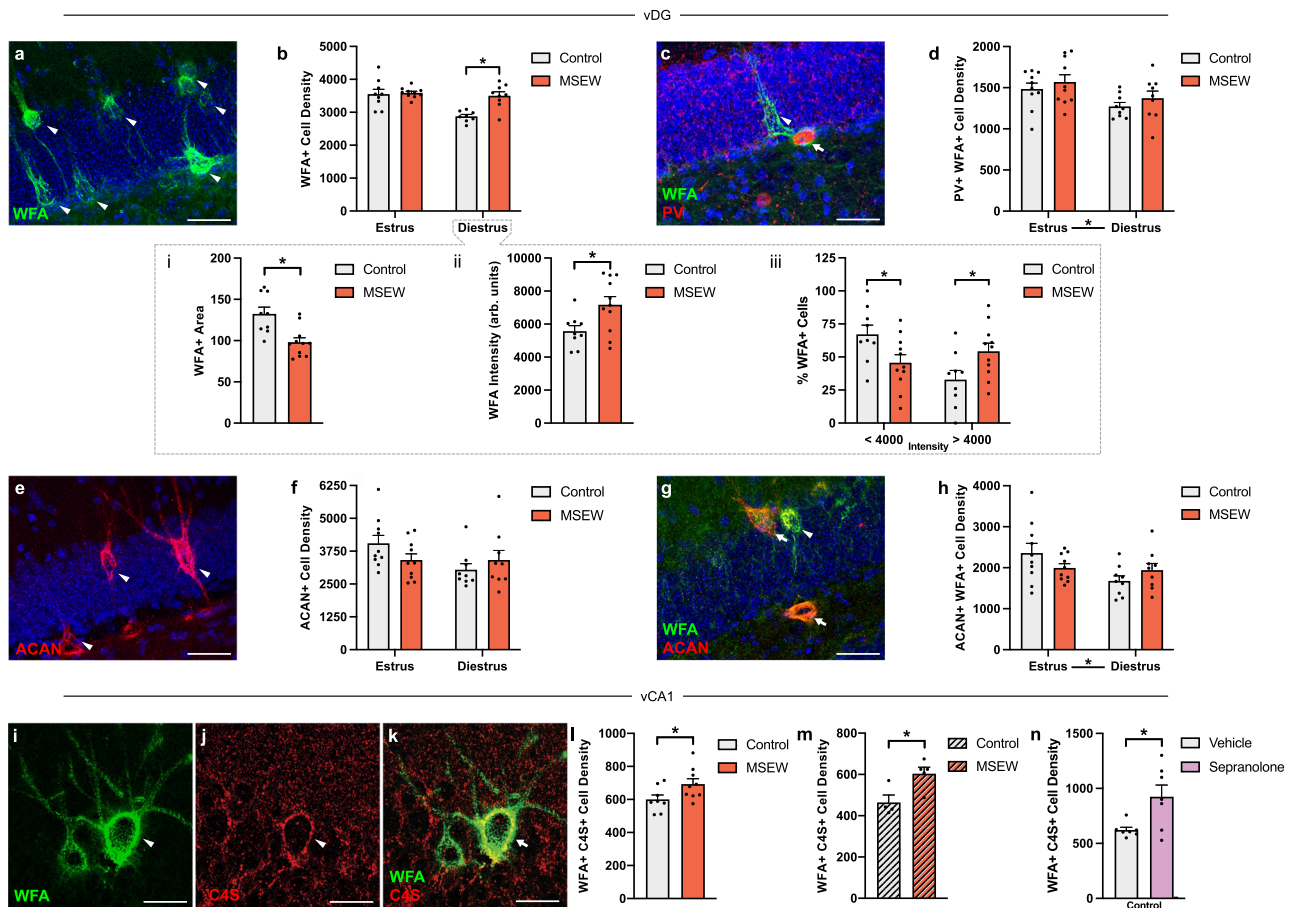 vDG
a
WFA
b
5000
4000
3000
2000
1000
0
WFA+ Cell Density
*
Estrus
Diestrus
Control
MSEW
c
WFA
PV
d
2000
1500
1000
500
0
PV+ WFA+ Cell Density
Estrus * Diestrus
Control
MSEW
i
200
150
100
50
0
WFA+ Area
*
Control
MSEW
ii
10000
8000
6000
4000
2000
0
WFA Intensity (arb. units)
*
Control
MSEW
iii
125
100
75
50
25
0
% WFA+ Cells
*
*
< 4000 Intensity > 4000
Control
MSEW
e
ACAN
f
6250
5000
3750
2500
1250
0
ACAN+ Cell Density
Estrus
Diestrus
Control
MSEW
g
WFA
ACAN
h
4000
3000
2000
1000
0
ACAN+ WFA+ Cell Density
Estrus * Diestrus
Control
MSEW
vCA1
i
WFA
j
C4S
k
WFA
C4S
l
1000
800
600
400
200
0
WFA+ C4S+ Cell Density
*
Control
MSEW
m
800
600
400
200
0
WFA+ C4S+ Cell Density
*
Control
MSEW
n
1500
1000
500
0
WFA+ C4S+ Cell Density
*
Control
Vehicle
Sepranolone